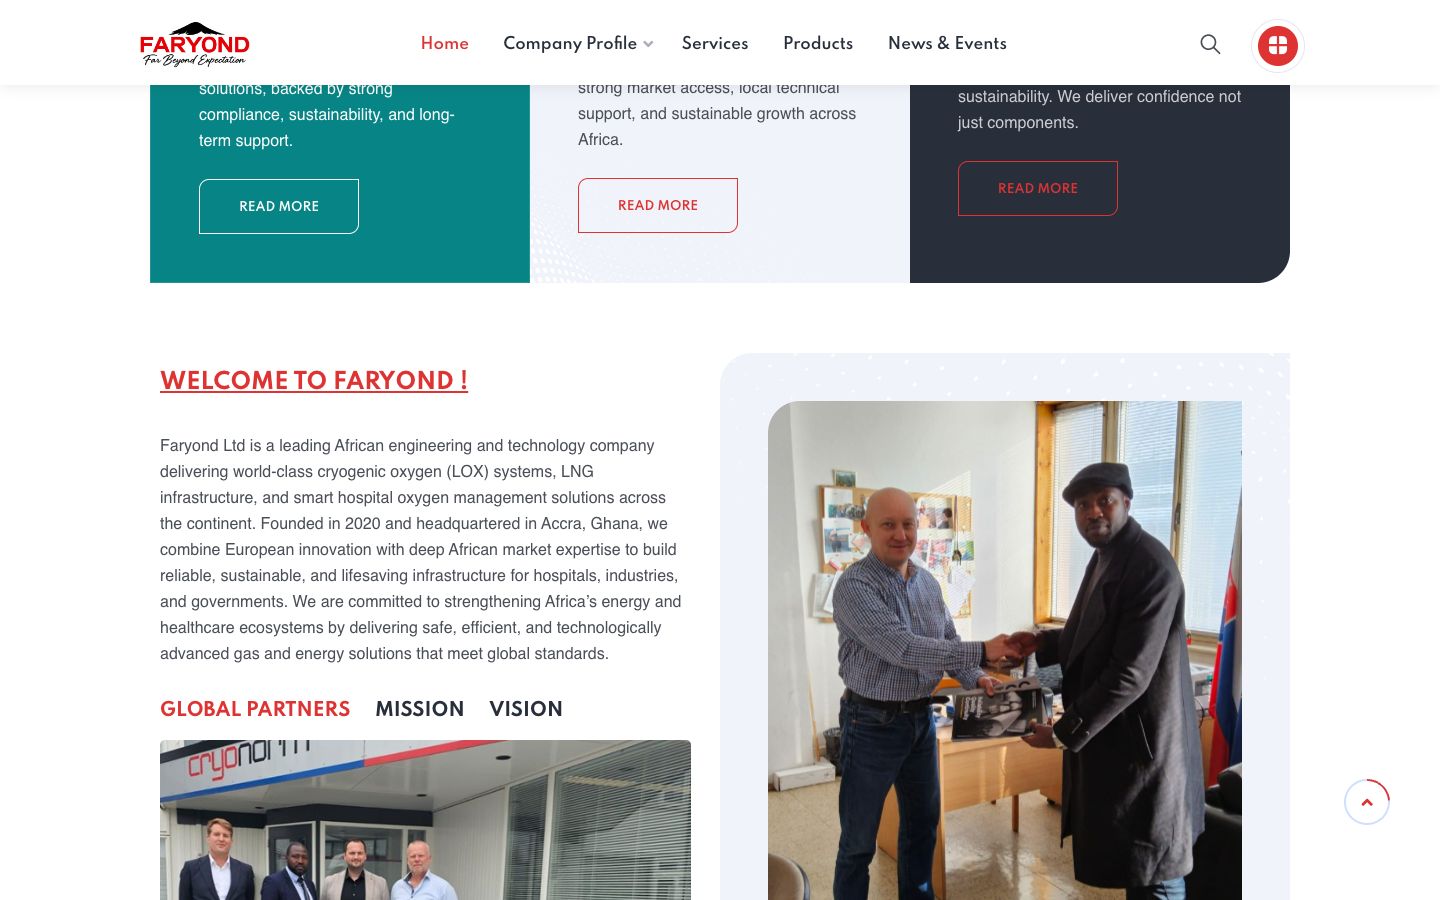 FARYOND
Far Beyond Expectation
Home
Company Profile
Services
Products
News & Events
solutions, backed by strong
compliance, sustainability, and long-
term support.
READ MORE
strong market access, local technical
support, and sustainable growth across
Africa.
READ MORE
sustainability. We deliver confidence not
just components.
READ MORE
WELCOME TO FARYOND !
Faryond Ltd is a leading African engineering and technology company
delivering world-class cryogenic oxygen (LOX) systems, LNG
infrastructure, and smart hospital oxygen management solutions across
the continent. Founded in 2020 and headquartered in Accra, Ghana, we
combine European innovation with deep African market expertise to build
reliable, sustainable, and lifesaving infrastructure for hospitals, industries,
and governments. We are committed to strengthening Africa’s energy and
healthcare ecosystems by delivering safe, efficient, and technologically
advanced gas and energy solutions that meet global standards.
GLOBAL PARTNERS
MISSION
VISION
cryonorm